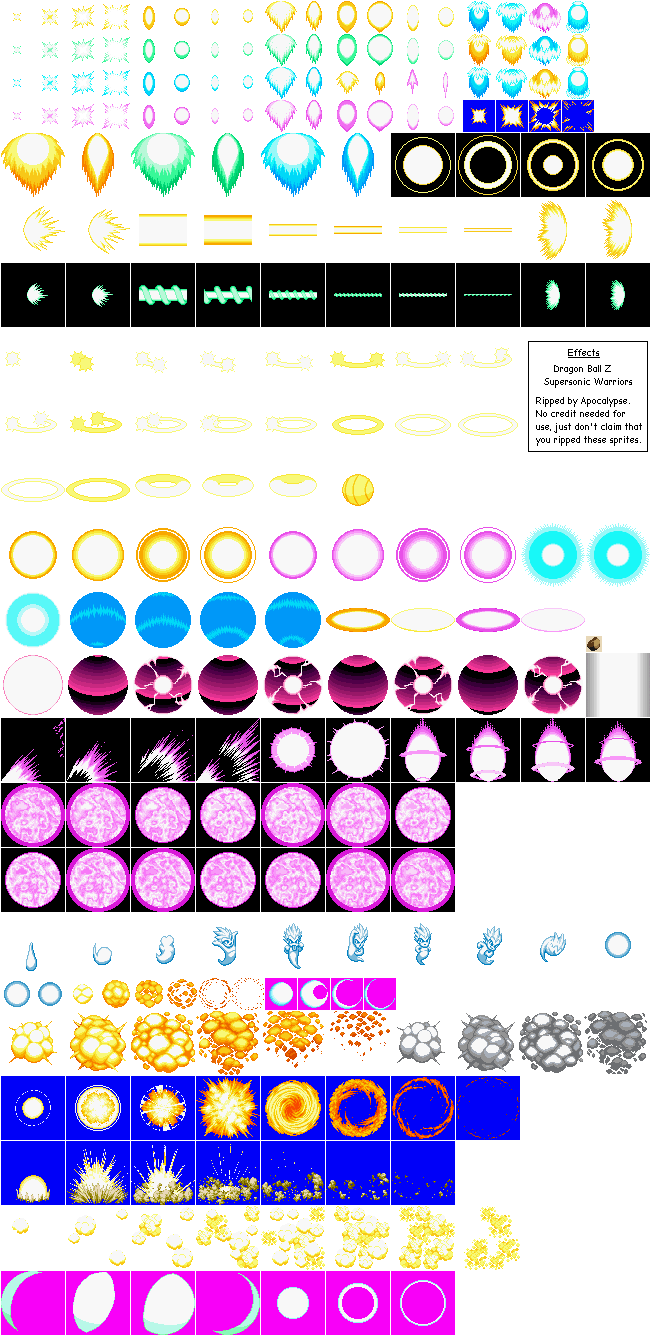 Effects
Dragon Ball Z
Supersonic Warriors
Ripped by Apocalypse.
No credit needed for
use, just don't claim that
you ripped these sprites.